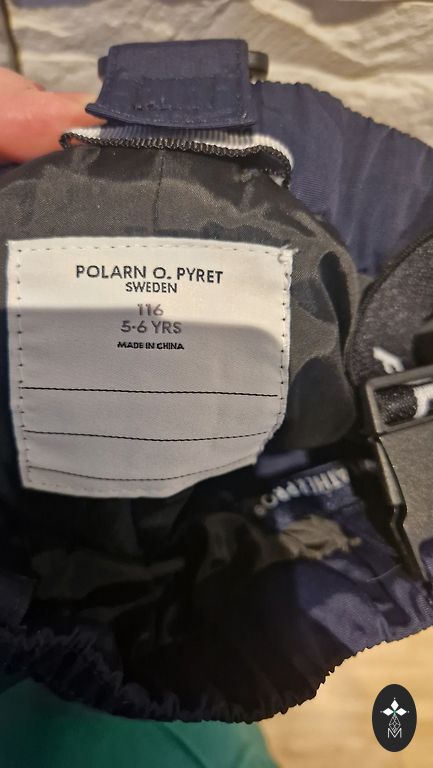 POLARN O. PYRET
SWEDEN
116
5-6 YRS
MADE IN CHINA
M